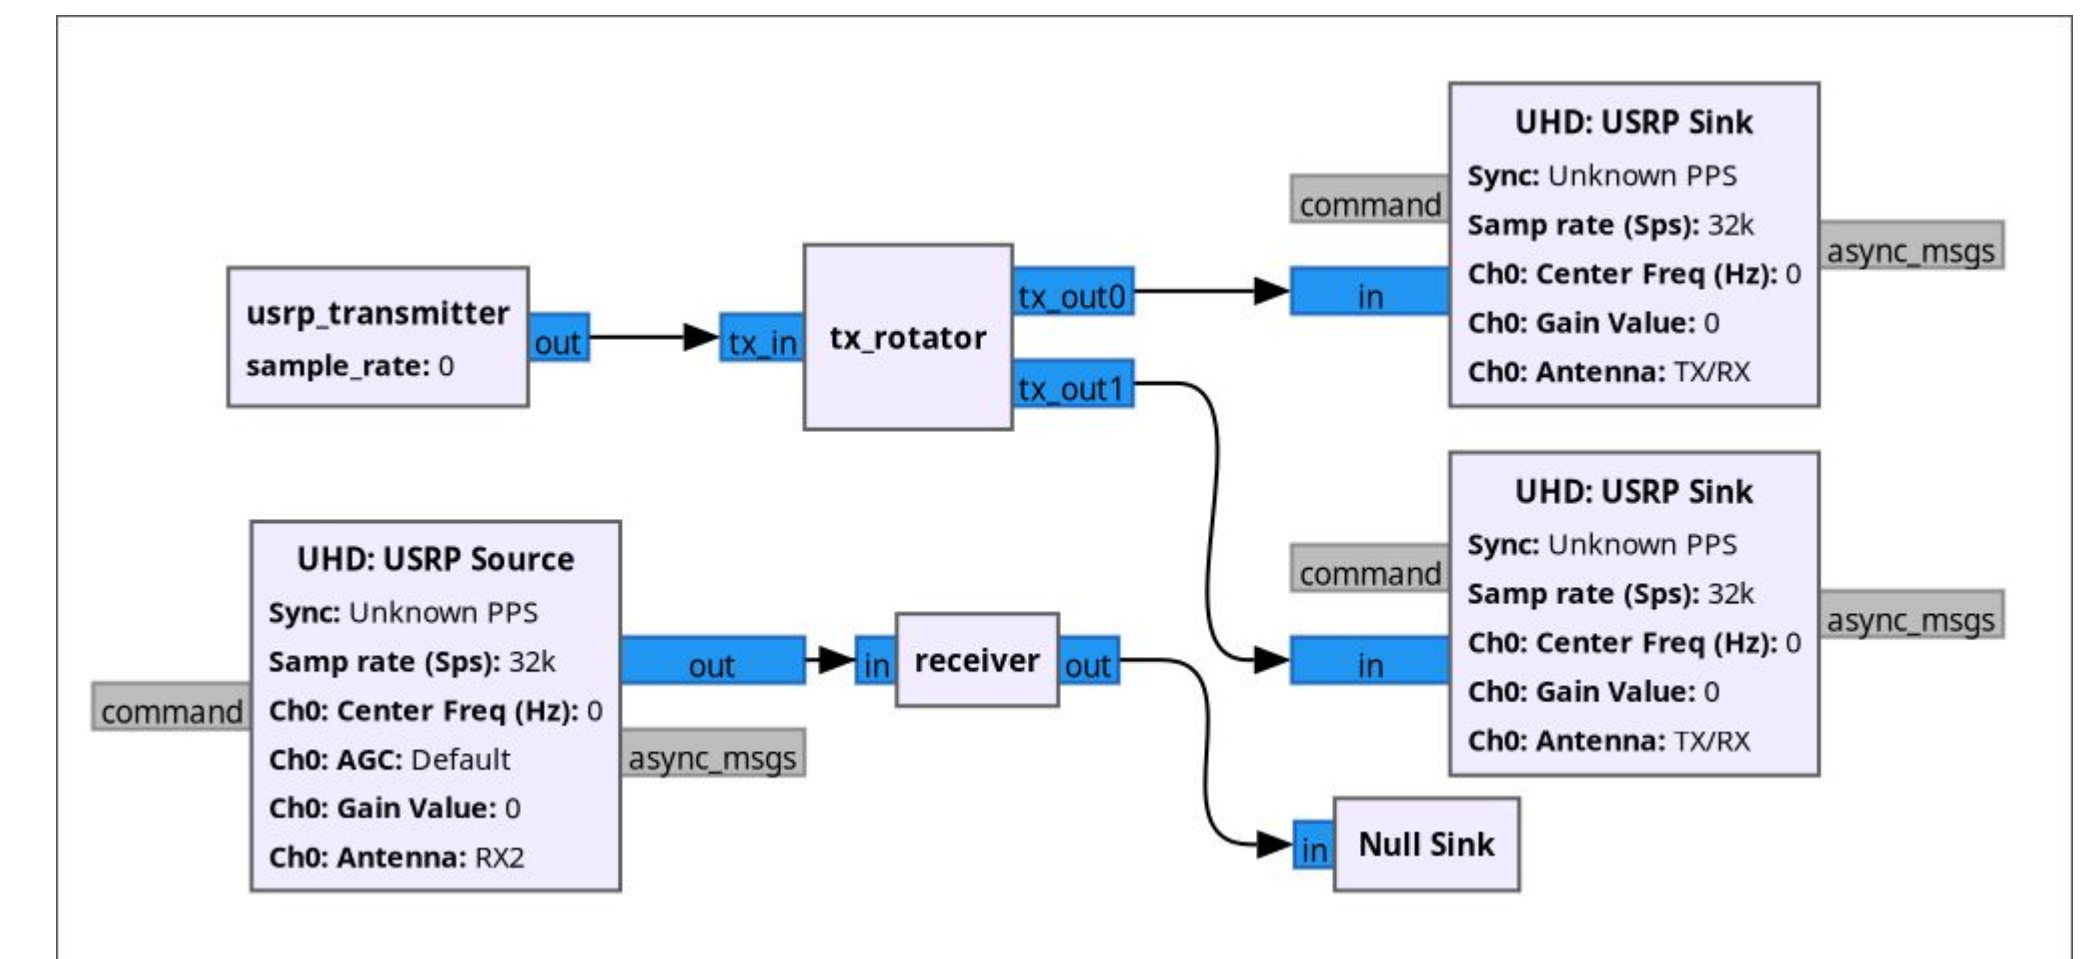 UHD: USRP Sink
Sync: Unknown PPS
command
Samp rate (Sps): 32k
async_msgs
Ch0: Center Freq (Hz): 0
in
Ch0: Gain Value: 0
Ch0: Antenna: TX/RX
usrp_transmitter
sample_rate: 0
out
tx_in
tx_rotator
tx_out0
tx_out1
UHD: USRP Sink
Sync: Unknown PPS
command
Samp rate (Sps): 32k
async_msgs
Ch0: Center Freq (Hz): 0
in
Ch0: Gain Value: 0
Ch0: Antenna: TX/RX
UHD: USRP Source
Sync: Unknown PPS
Samp rate (Sps): 32k
out
command
Ch0: Center Freq (Hz): 0
Ch0: AGC: Default
async_msgs
Ch0: Gain Value: 0
Ch0: Antenna: RX2
in
receiver
out
in
Null Sink